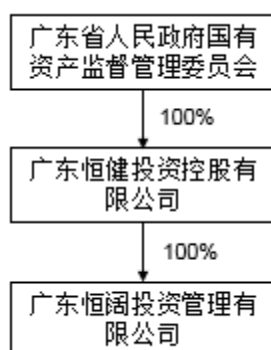 广东省人民政府国有
资产监督管理委员会
100%
广东恒健投资控股有
限公司
100%
广东恒阔投资管理有
限公司